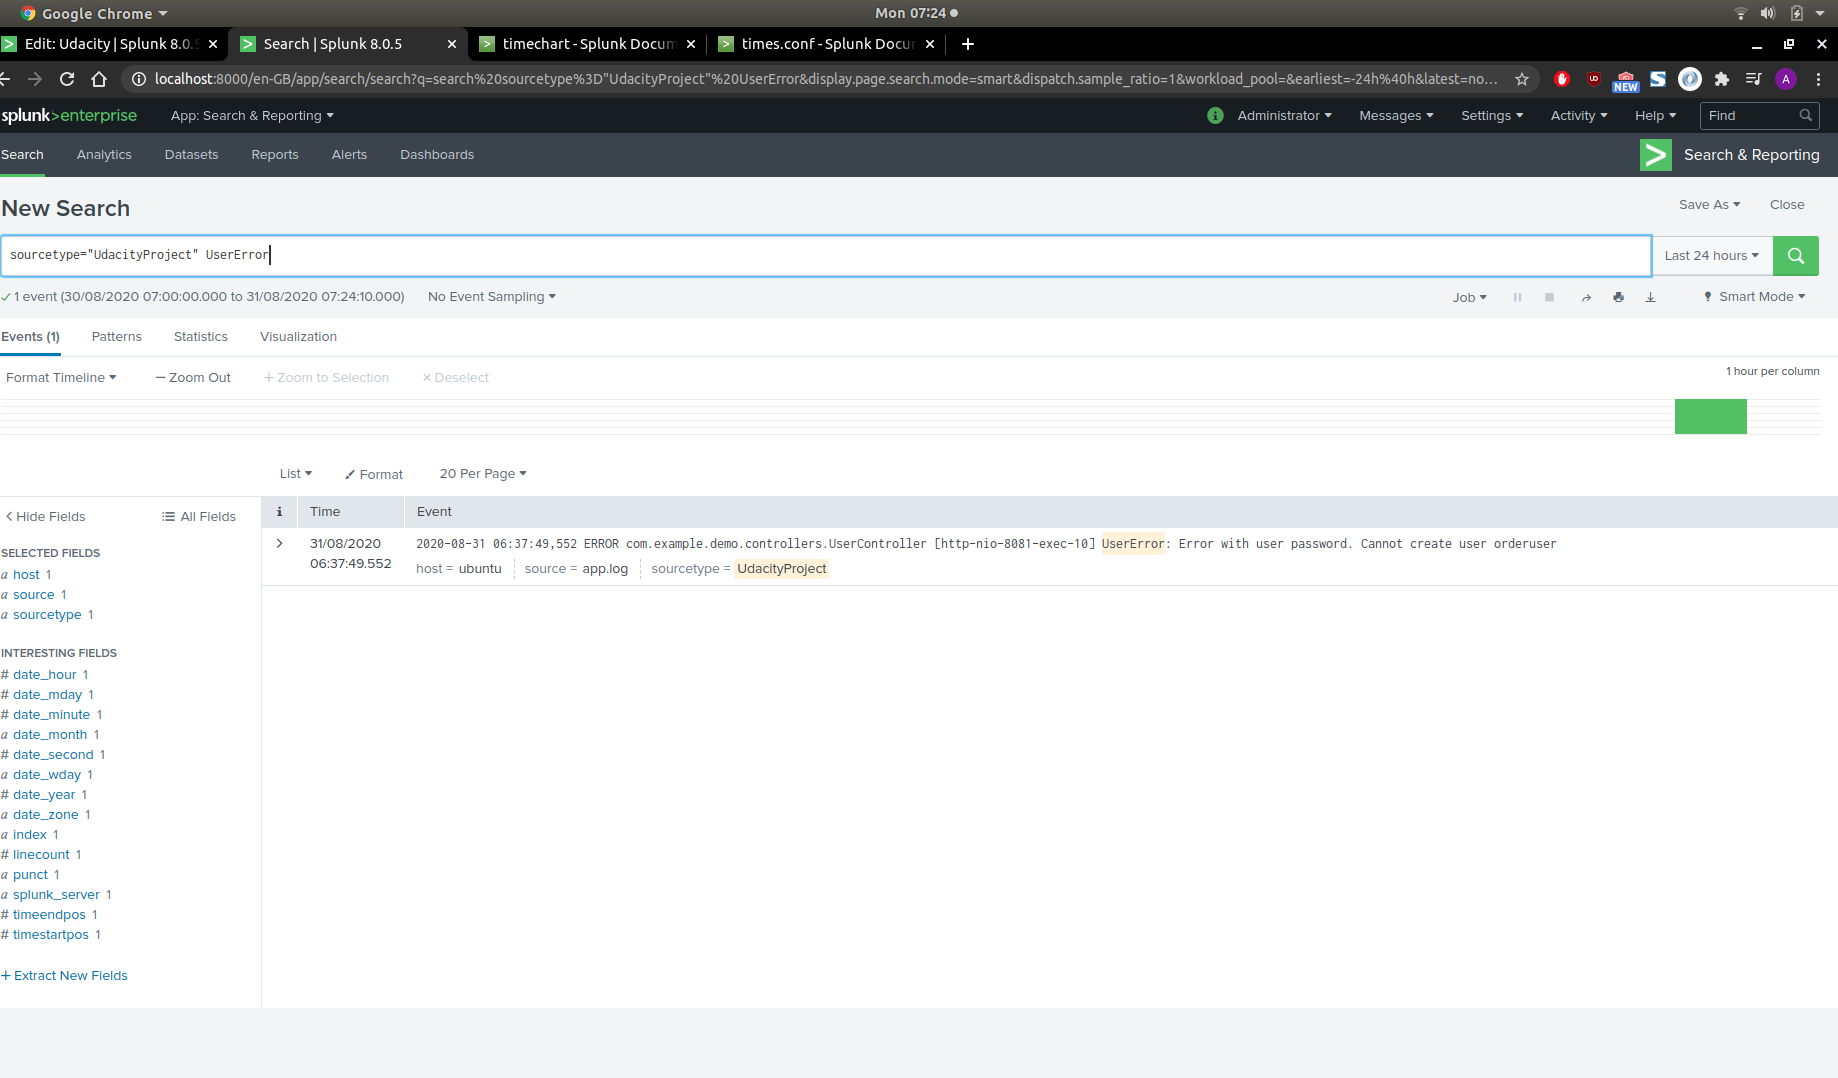 Google Chrome
Mon 07:24
Edit: Udacity | Splunk 8.0.5
Search | Splunk 8.0.5
timechart - Splunk Docum
times.conf - Splunk Docum
localhost:8000/en-GB/app/search/search?q=search%20sourcetype%3D"UdacityProject"%20UserError&display.page.search.mode=smart&dispatch.sample_ratio=1&workload_pool=&earliest=-24h%40h&latest=no...
UD
NEW
S
A
splunk>enterprise
App: Search & Reporting
i
Administrator
Messages
Settings
Activity
Help
Find
Search
Analytics
Datasets
Reports
Alerts
Dashboards
Search & Reporting
New Search
Save As
Close
sourcetype="UdacityProject" UserError
Last 24 hours
1 event (30/08/2020 07:00:00.000 to 31/08/2020 07:24:10.000)
No Event Sampling
Job
Smart Mode
Events (1)
Patterns
Statistics
Visualization
Format Timeline
— Zoom Out
+ Zoom to Selection
× Deselect
1 hour per column
List
Format
20 Per Page
< Hide Fields
All Fields
i
Time
Event
SELECTED FIELDS
a host 1
a source 1
a sourcetype 1
INTERESTING FIELDS
# date_hour 1
# date_mday 1
# date_minute 1
a date_month 1
# date_second 1
a date_wday 1
# date_year 1
a date_zone 1
a index 1
# linecount 1
a punct 1
a splunk_server 1
# timeendpos 1
# timestartpos 1
+ Extract New Fields
31/08/2020
06:37:49.552
2020-08-31 06:37:49,552 ERROR com.example.demo.controllers.UserController [http-nio-8081-exec-10] UserError: Error with user password. Cannot create user orderuser
host = ubuntu
source = app.log
sourcetype = UdacityProject